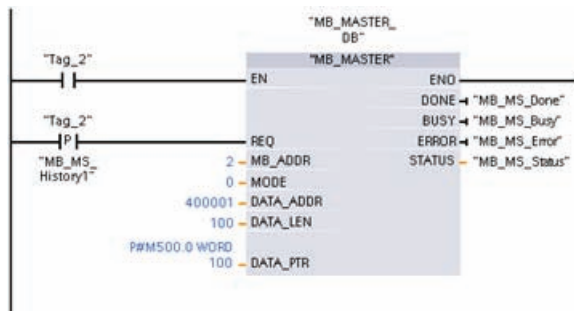 "MB_MASTER_
DB"
"Tag_2"
"MB_MASTER"
EN
ENO
DONE
"MB_MS_Done"
"Tag_2"
BUSY
"MB_MS_Busy"
P
REQ
ERROR
"MB_MS_Error"
"MB_MS_
History1"
2
MB_ADDR
STATUS
"MB_MS_Status"
0
MODE
400001
DATA_ADDR
100
DATA_LEN
P#M500.0 WORD
100
DATA_PTR